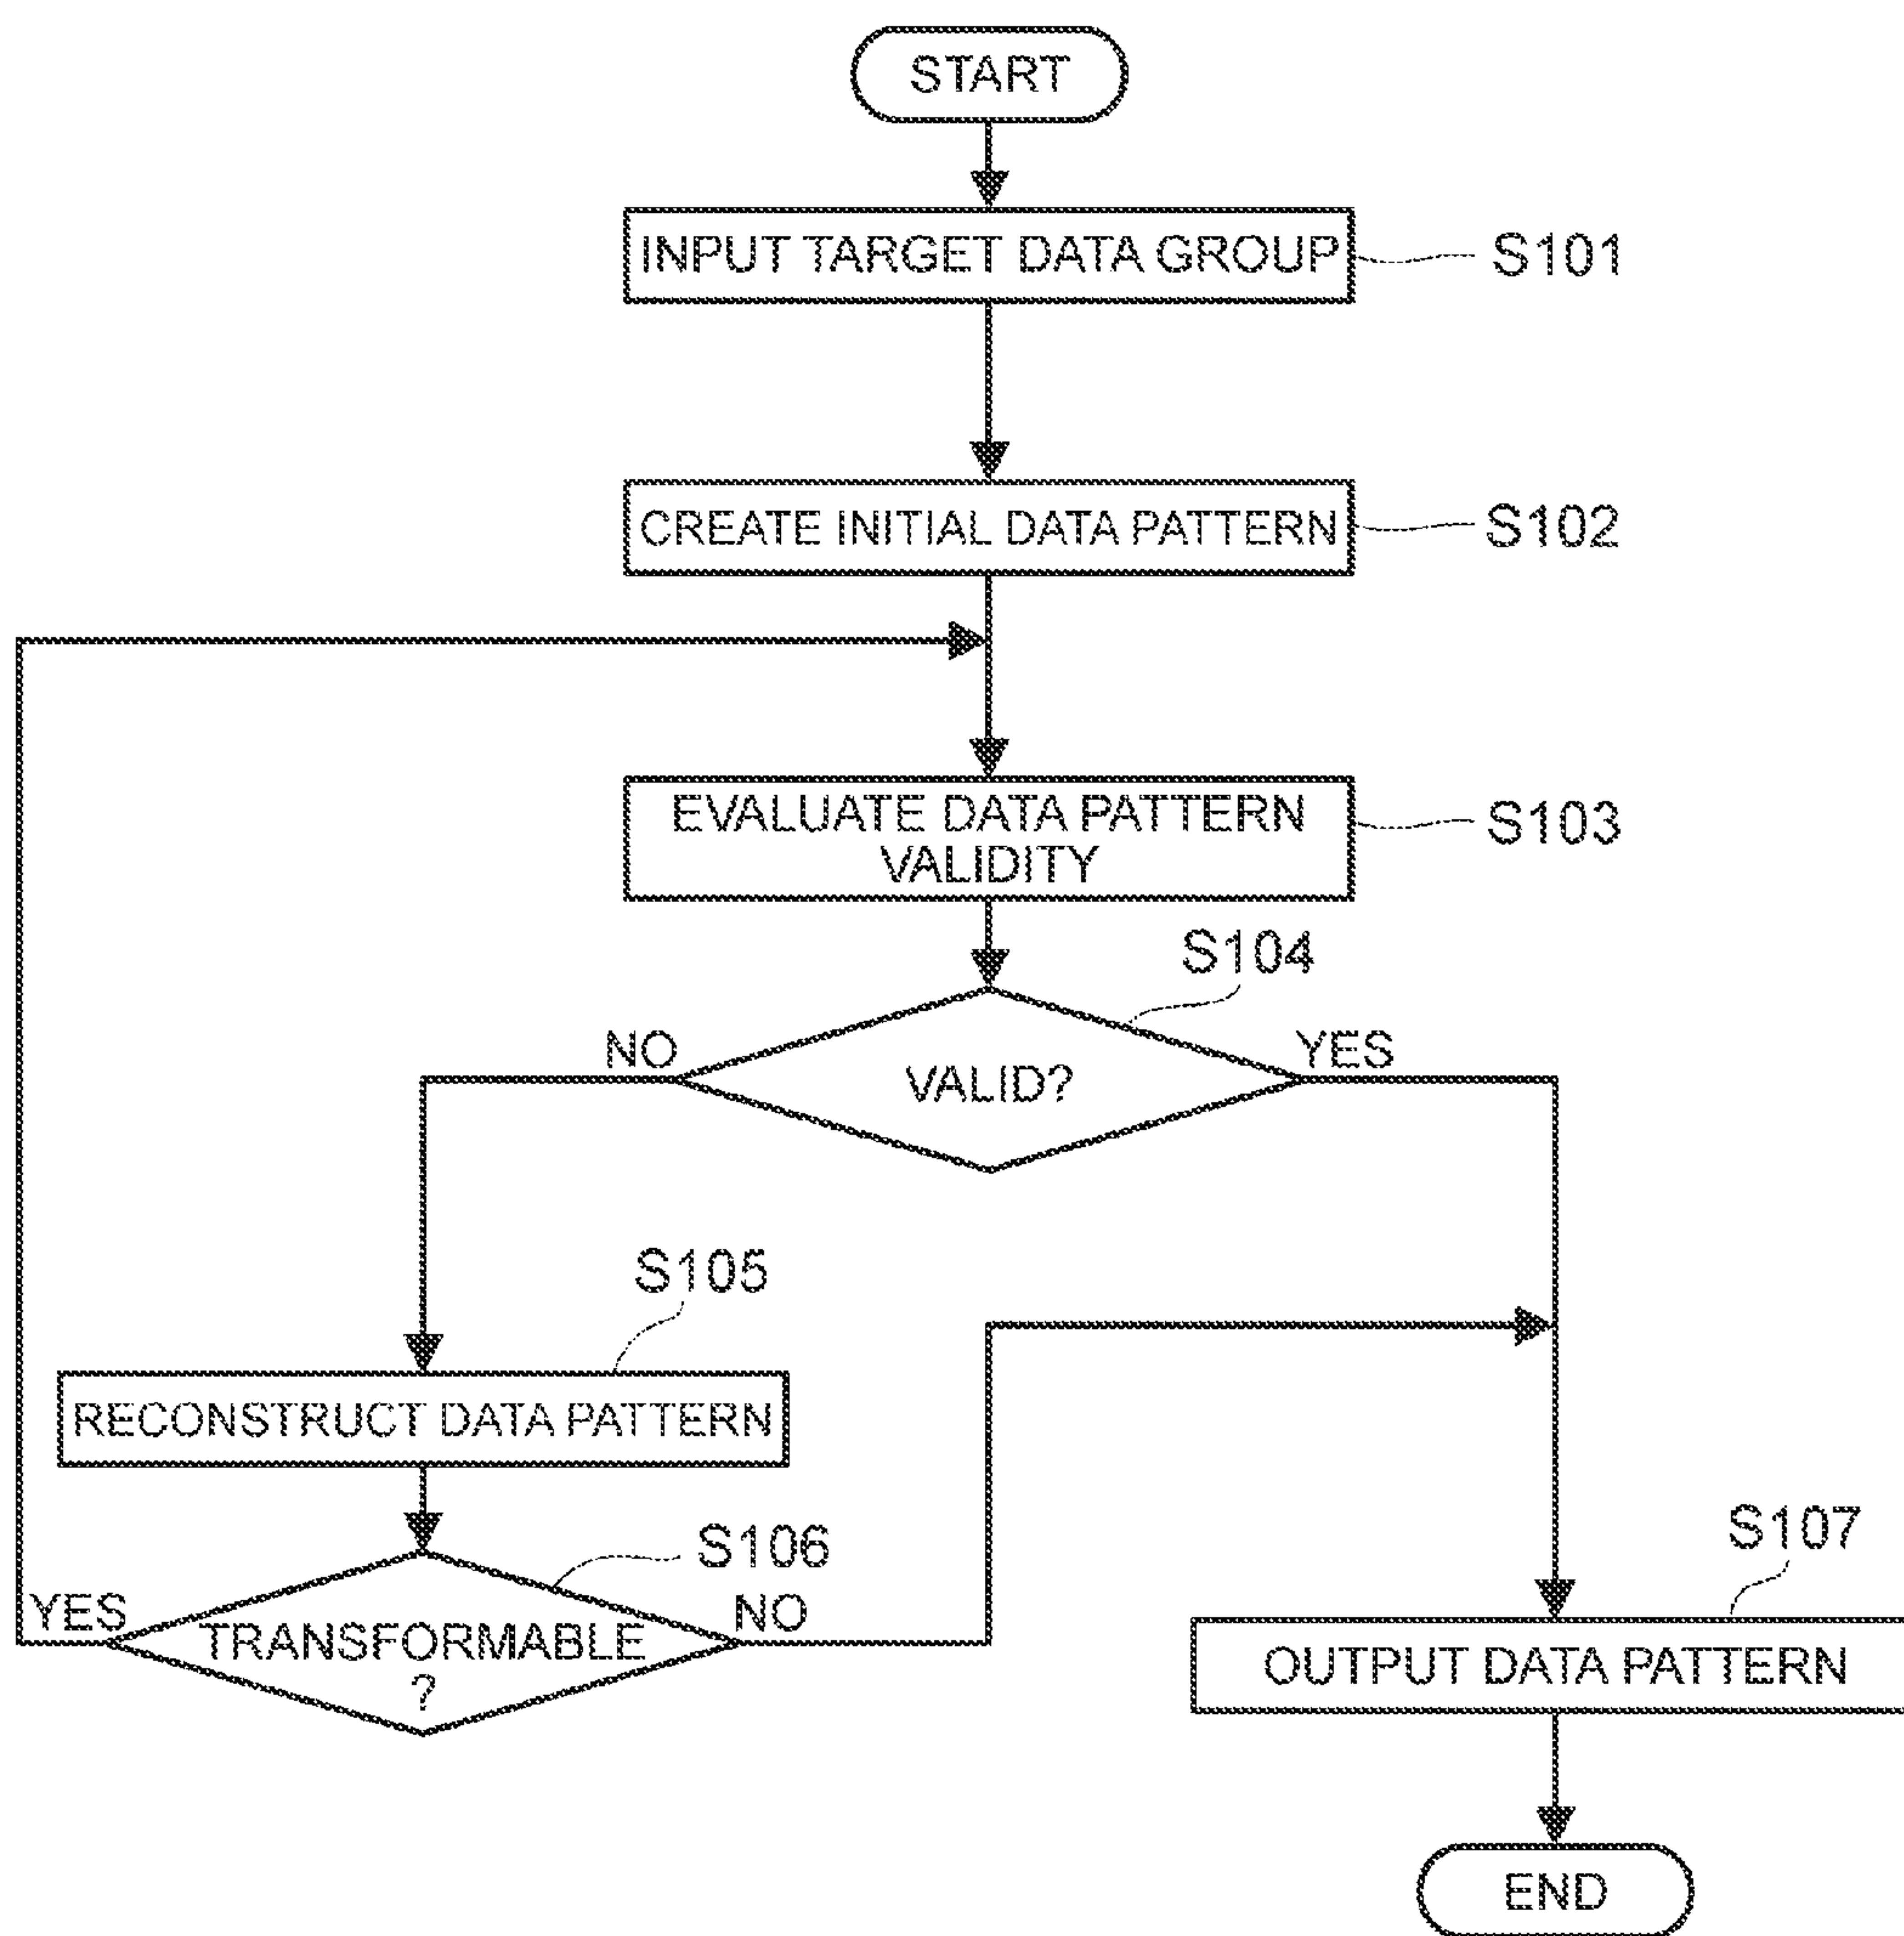 START
INPUT TARGET DATA GROUP
S101
CREATE INITIAL DATA PATTERN
S102
EVALUATE DATA PATTERN
VALIDITY
S103
S104
NO
YES
VALID?
S105
RECONSTRUCT DATA PATTERN
S106
YES
NO
TRANSFORMABLE
?
S107
OUTPUT DATA PATTERN
END